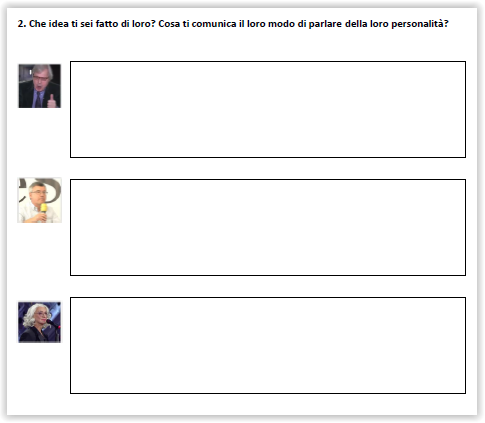 2. Che idea ti sei fatto di loro? Cosa ti comunica il loro modo di parlare della loro personalità?